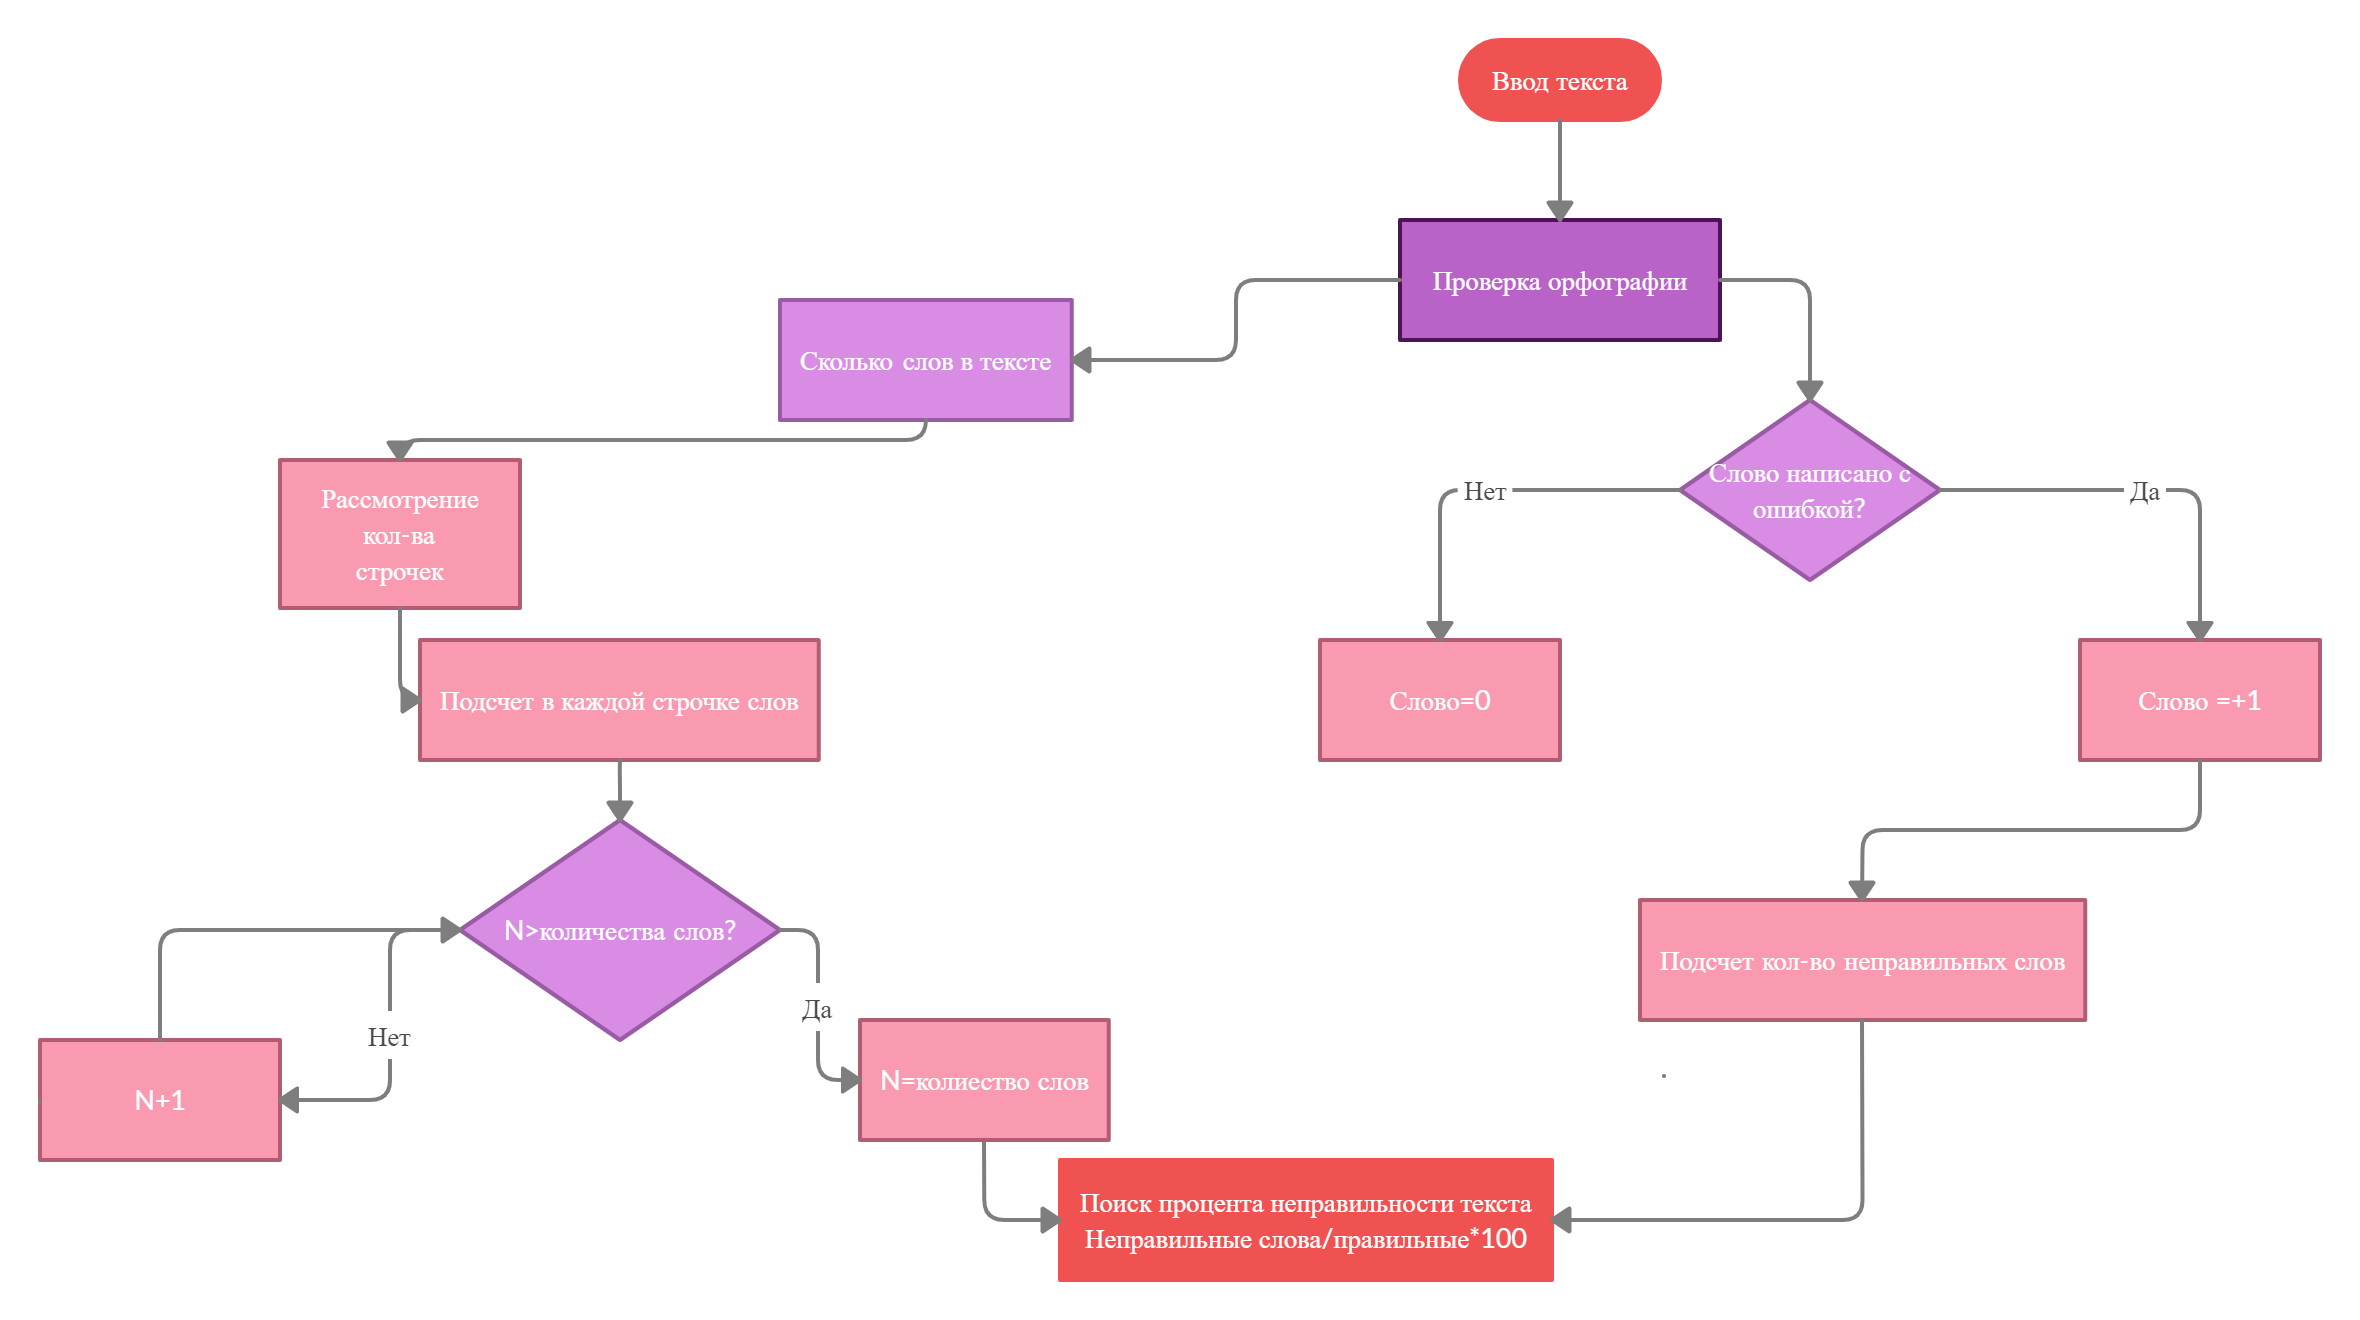 Ввод текста
Проверка орфографии
Сколько слов в тексте
Рассмотрение
кол-ва
строчек
Слово написано с
ошибкой?
Нет
Да
Подсчет в каждой строчке слов
Слово=0
Слово =+1
N>количества слов?
Подсчет кол-во неправильных слов
Да
Нет
N+1
N=колиество слов
Поиск процента неправильности текста
Неправильные слова/правильные*100